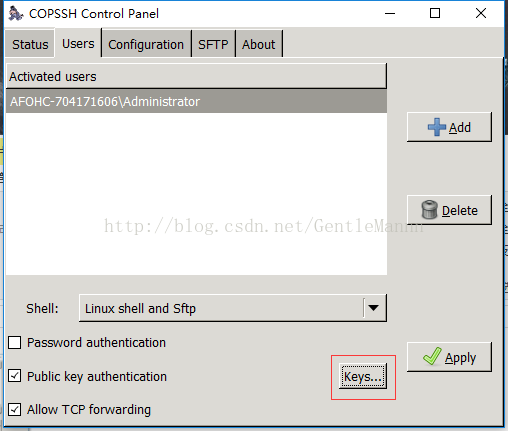 COPSSH Control Panel
Status Users Configuration SFTP About
Activated users
AFOHC-704171606\Administrator
Add
Delete
http://blog.csdn.net/GentleMannn
Shell: Linux shell and Sftp
Password authentication
Apply
Public key authentication
Keys...
Allow TCP forwarding